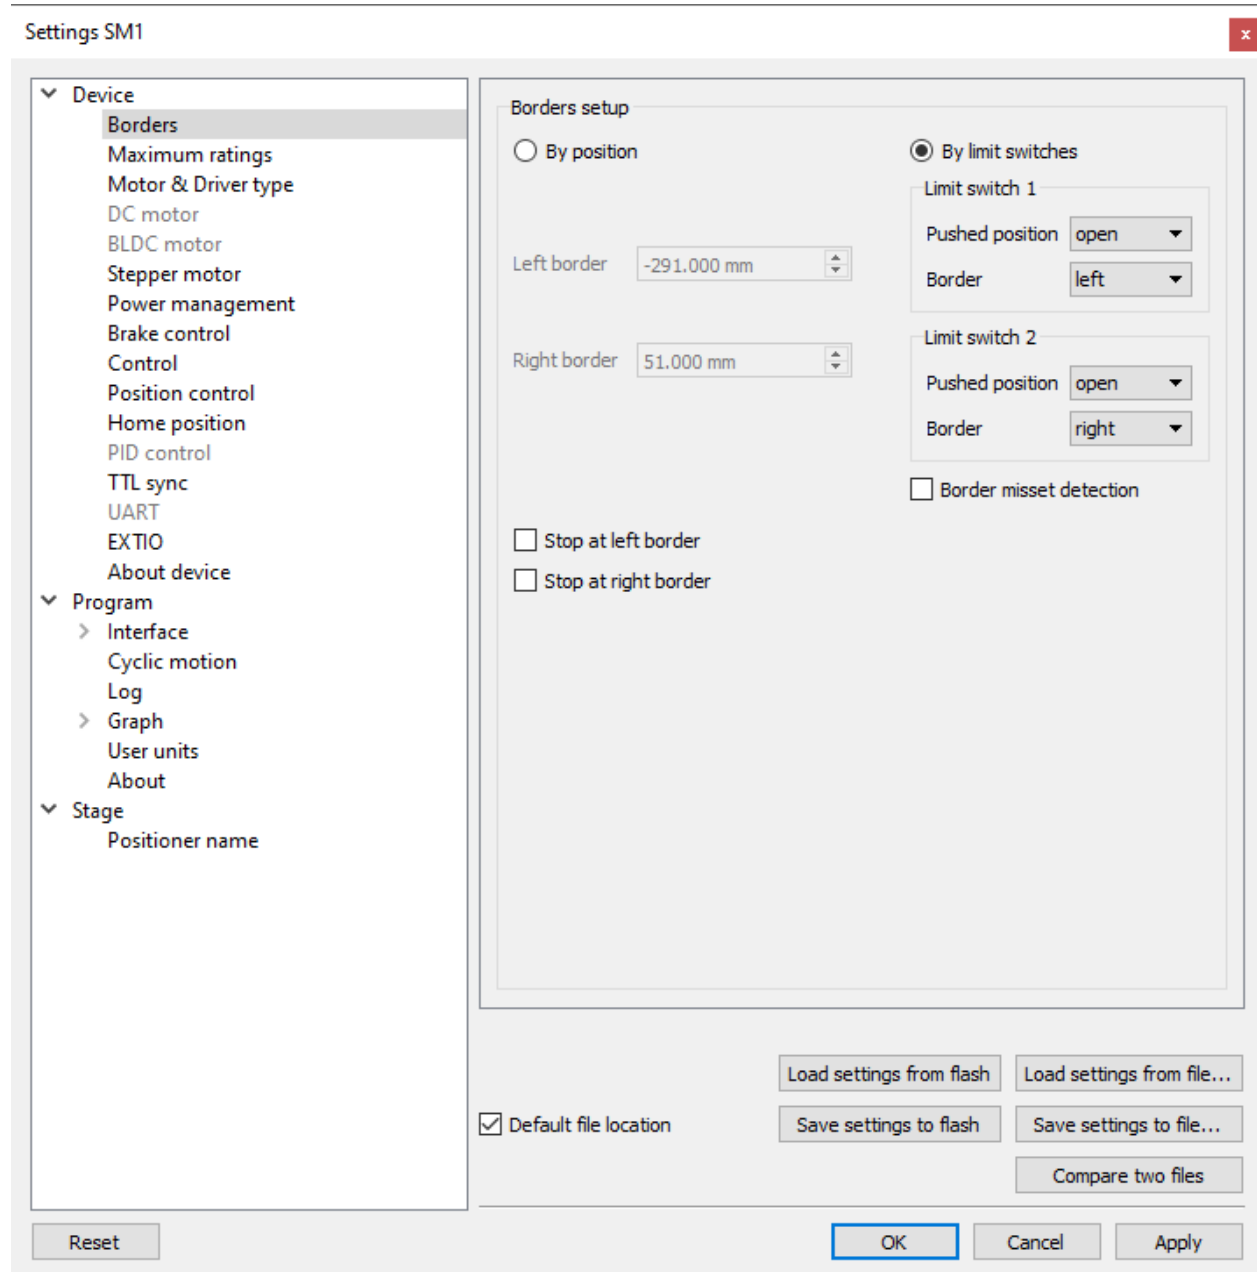 Settings SM1
x
Device
Borders
Maximum ratings
Motor & Driver type
DC motor
BLDC motor
Stepper motor
Power management
Brake control
Control
Position control
Home position
PID control
TTL sync
UART
EXTIO
About device
Program
Interface
Cyclic motion
Log
Graph
User units
About
Stage
Positioner name
Borders setup
By position
Left border -291.000 mm
Right border 51.000 mm
By limit switches
Limit switch 1
Pushed position open
Border left
Limit switch 2
Pushed position open
Border right
Border misset detection
Stop at left border
Stop at right border
Load settings from flash Load settings from file...
Default file location Save settings to flash Save settings to file...
Compare two files
Reset OK Cancel Apply